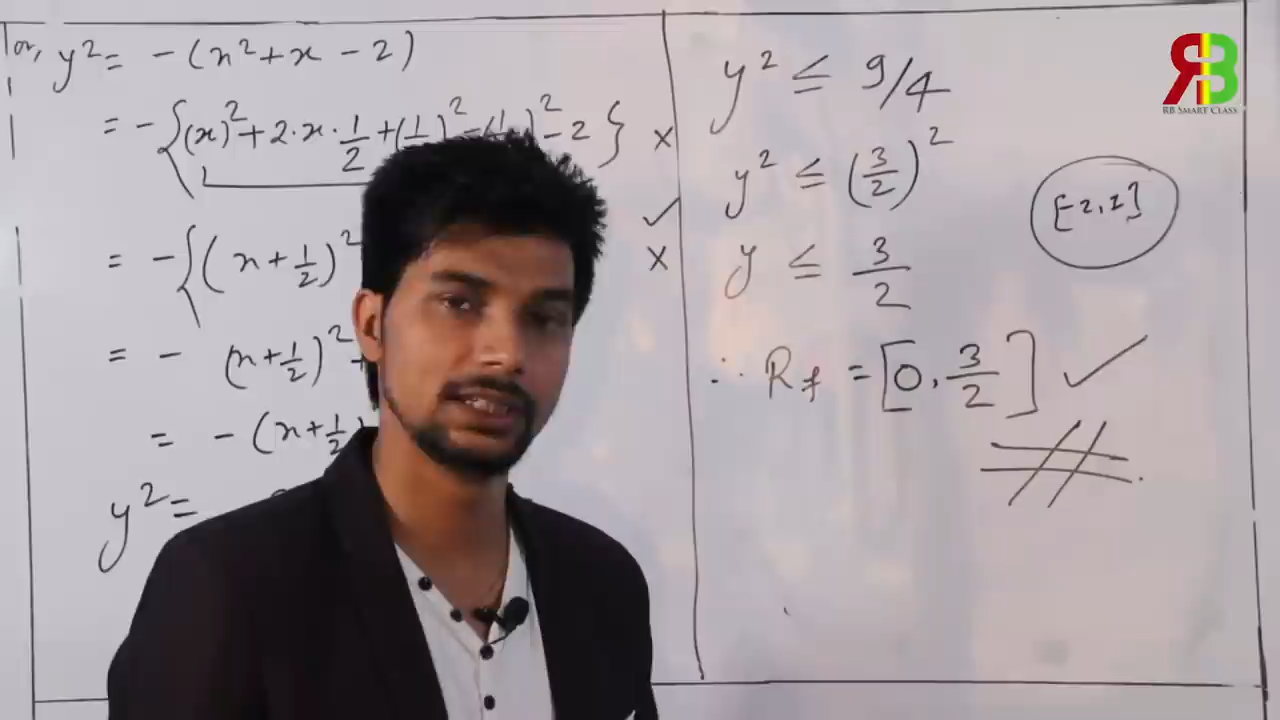 or, y² = -(x² + x - 2)
= -{(x)² + 2·x·1/2 + (1/2)² - (1/2)² - 2}
= -{(x + 1/2)²
= - (x + 1/2)² +
= -(x + 1/2)
y² =
y² ≤ 9/4
y² ≤ (3/2)²
y ≤ 3/2
∴ Rf = [0, 3/2] ✓
[-2, 2]
RB
RB SMART CLASS